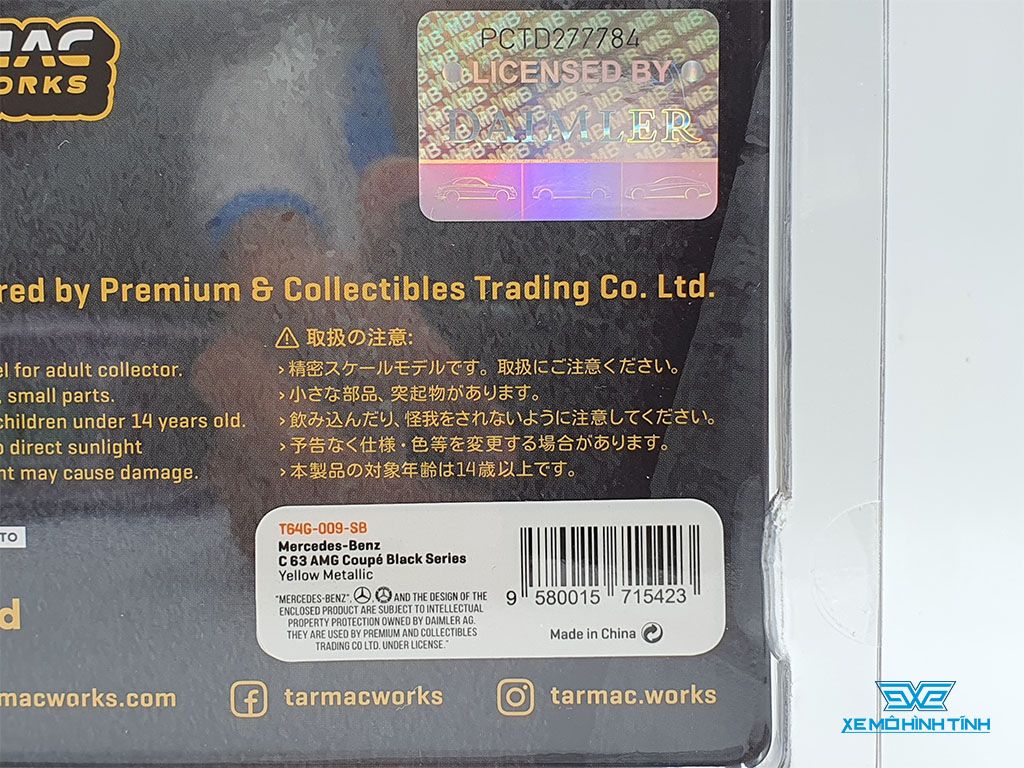 MAC
ORKS
PCTD277784
LICENSED BY
DAIMLER
red by Premium & Collectibles Trading Co. Ltd.
⚠ 取扱の注意:
el for adult collector.
›精密スケールモデルです。取扱にご注意ください。
, small parts.
›小さな部品、突起物があります。
children under 14 years old.
›飲み込んだり、怪我をされないように注意してください。
o direct sunlight
›予告なく仕様・色等を変更する場合があります。
nt may cause damage.
›本製品の対象年齢は14歳以上です。
TO
T64G-009-SB
Mercedes-Benz
C 63 AMG Coupé Black Series
Yellow Metallic
"MERCEDES-BENZ", AND THE DESIGN OF THE
ENCLOSED PRODUCT ARE SUBJECT TO INTELLECTUAL
PROPERTY PROTECTION OWNED BY DAIMLER AG.
THEY ARE USED BY PREMIUM AND COLLECTIBLES
TRADING CO LTD. UNDER LICENSE."
9 580015 715423
Made in China
d
macworks.com
tarmacworks
tarmac.works
XE MÔ HÌNH TĨNH